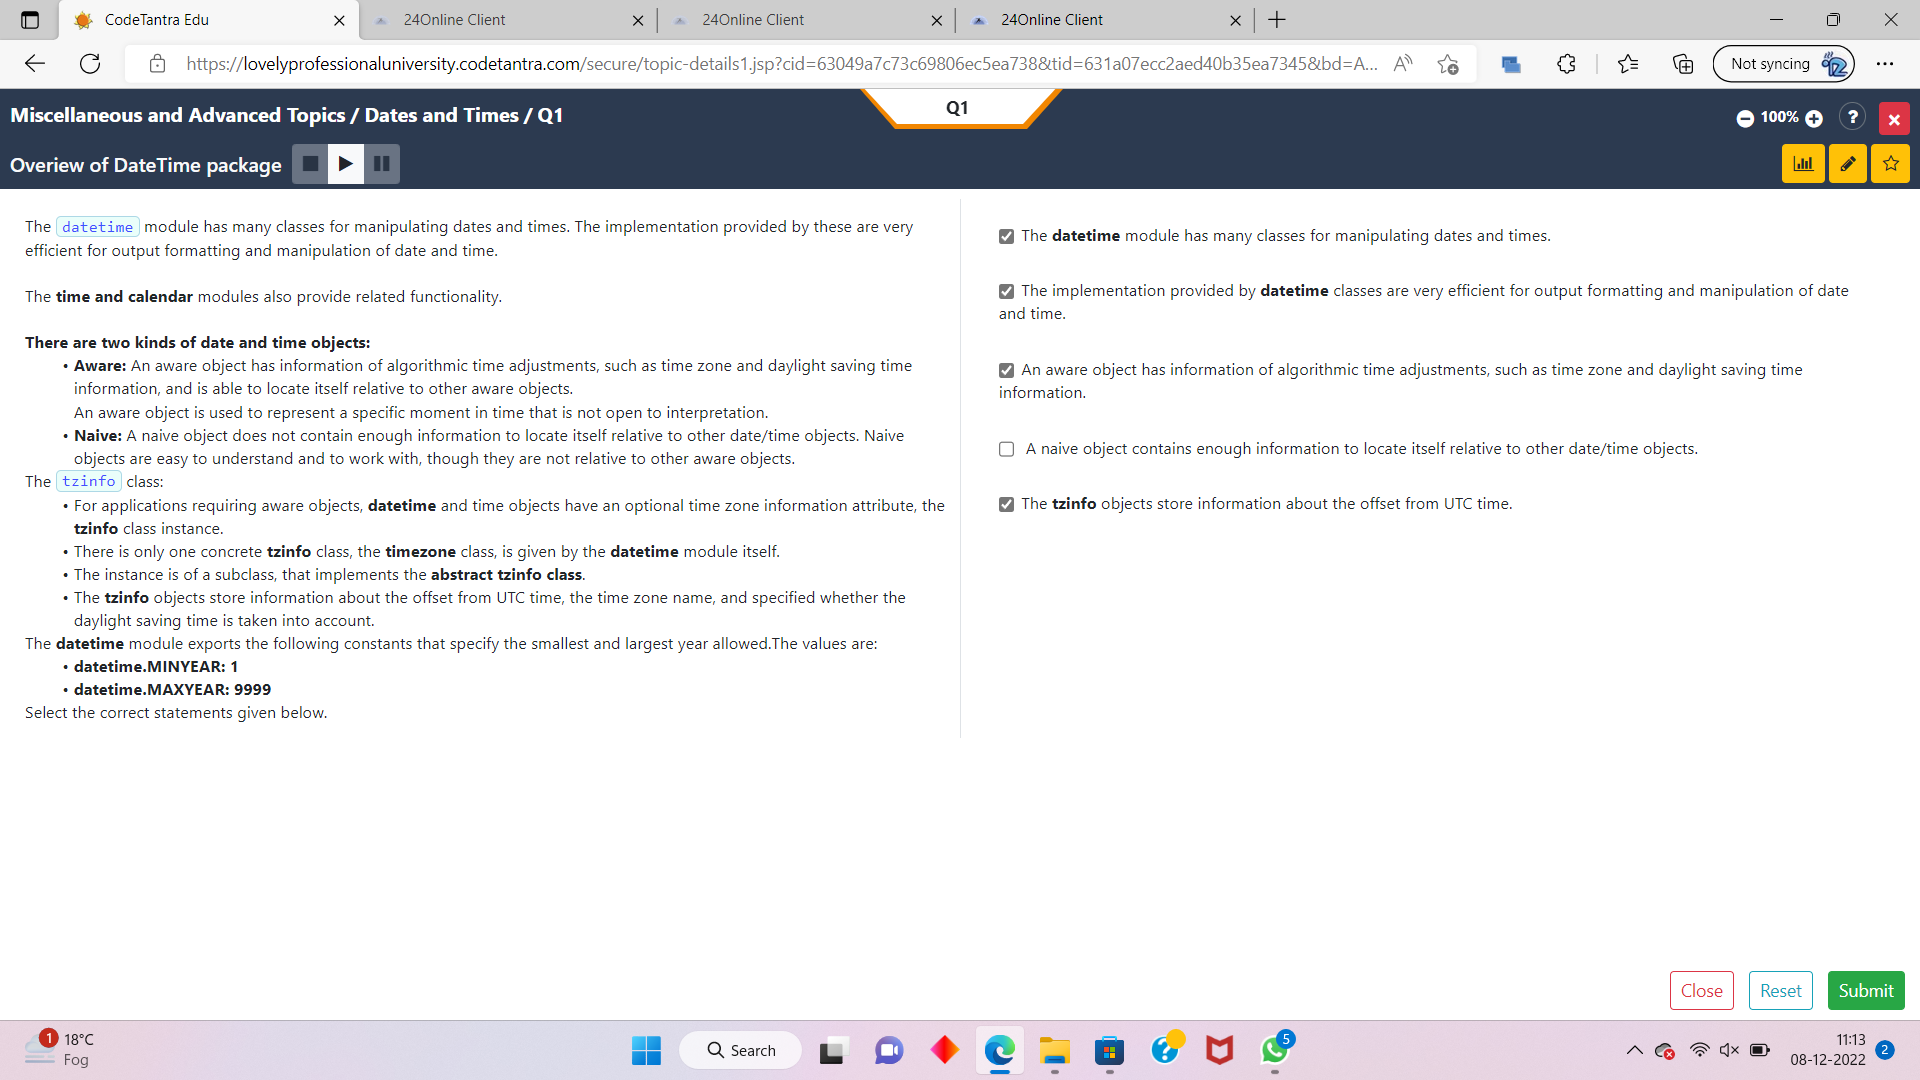 CodeTantra Edu
24Online Client
24Online Client
24Online Client
https://lovelyprofessionaluniversity.codetantra.com/secure/topic-details1.jsp?cid=63049a7c73c69806ec5ea738&tid=631a07ecc2aed40b35ea7345&bd=A...
Not syncing
Miscellaneous and Advanced Topics / Dates and Times / Q1
Q1
100%
?
Overiew of DateTime package
The datetime module has many classes for manipulating dates and times. The implementation provided by these are very
efficient for output formatting and manipulation of date and time.
The time and calendar modules also provide related functionality.
There are two kinds of date and time objects:
• Aware: An aware object has information of algorithmic time adjustments, such as time zone and daylight saving time
information, and is able to locate itself relative to other aware objects.
An aware object is used to represent a specific moment in time that is not open to interpretation.
• Naive: A naive object does not contain enough information to locate itself relative to other date/time objects. Naive
objects are easy to understand and to work with, though they are not relative to other aware objects.
The tzinfo class:
• For applications requiring aware objects, datetime and time objects have an optional time zone information attribute, the
tzinfo class instance.
• There is only one concrete tzinfo class, the timezone class, is given by the datetime module itself.
• The instance is of a subclass, that implements the abstract tzinfo class.
• The tzinfo objects store information about the offset from UTC time, the time zone name, and specified whether the
daylight saving time is taken into account.
The datetime module exports the following constants that specify the smallest and largest year allowed.The values are:
• datetime.MINYEAR: 1
• datetime.MAXYEAR: 9999
Select the correct statements given below.
The datetime module has many classes for manipulating dates and times.
The implementation provided by datetime classes are very efficient for output formatting and manipulation of date
and time.
An aware object has information of algorithmic time adjustments, such as time zone and daylight saving time
information.
A naive object contains enough information to locate itself relative to other date/time objects.
The tzinfo objects store information about the offset from UTC time.
Close
Reset
Submit
1
18°C
Fog
Search
5
11:13
08-12-2022
2